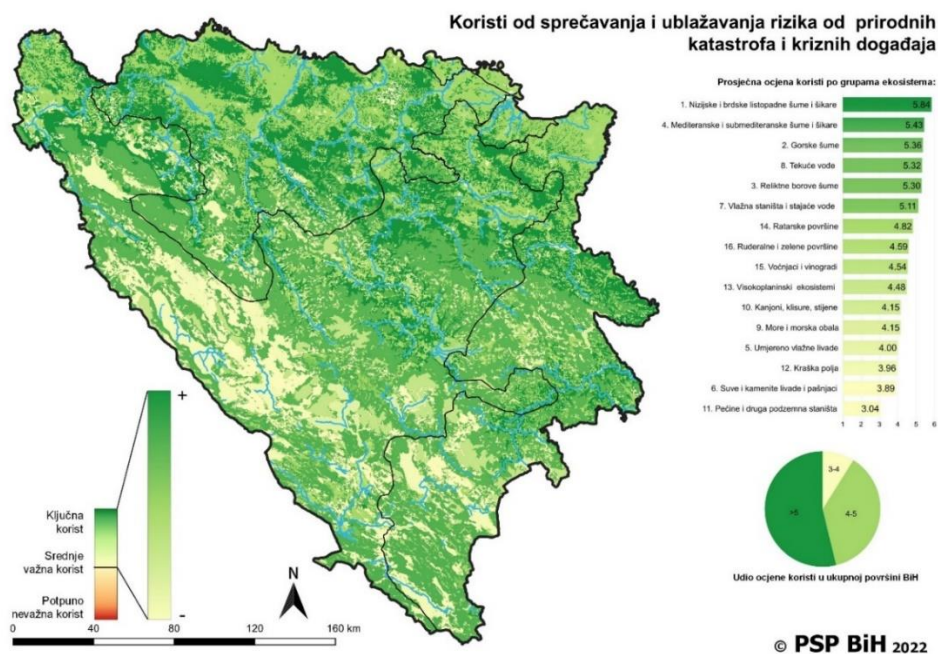 Koristi od sprečavanja i ublažavanja rizika od prirodnih
katastrofa i kriznih događaja
Prosječna ocjena koristi po grupama ekosistema:
1. Nizijske i brdske listopadne šume i šikare 5.84
4. Mediteranske i submediteranske šume i šikare 5.43
2. Gorske šume 5.36
8. Tekuće vode 5.32
3. Reliktne borove šume 5.30
7. Vlažna staništa i stajaće vode 5.11
14. Ratarske površine 4.82
16. Ruderalne i zelene površine 4.59
15. Voćnjaci i vinogradi 4.54
13. Visokoplaninski ekosistemi 4.48
10. Kanjoni, klisure, stijene 4.15
9. More i morska obala 4.15
5. Umjereno vlažne livade 4.00
12. Kraška polja 3.96
6. Suve i kamenite livade i pašnjaci 3.89
11. Pećine i druga podzemna staništa 3.04
1 2 3 4 5 6
3-4
4-5
>5
Udio ocjene koristi u ukupnoj površini BiH
+
-
Ključna
korist
Srednje
važna korist
Potpuno
nevažna korist
N
0 40 80 120 160 km
© PSP BiH 2022